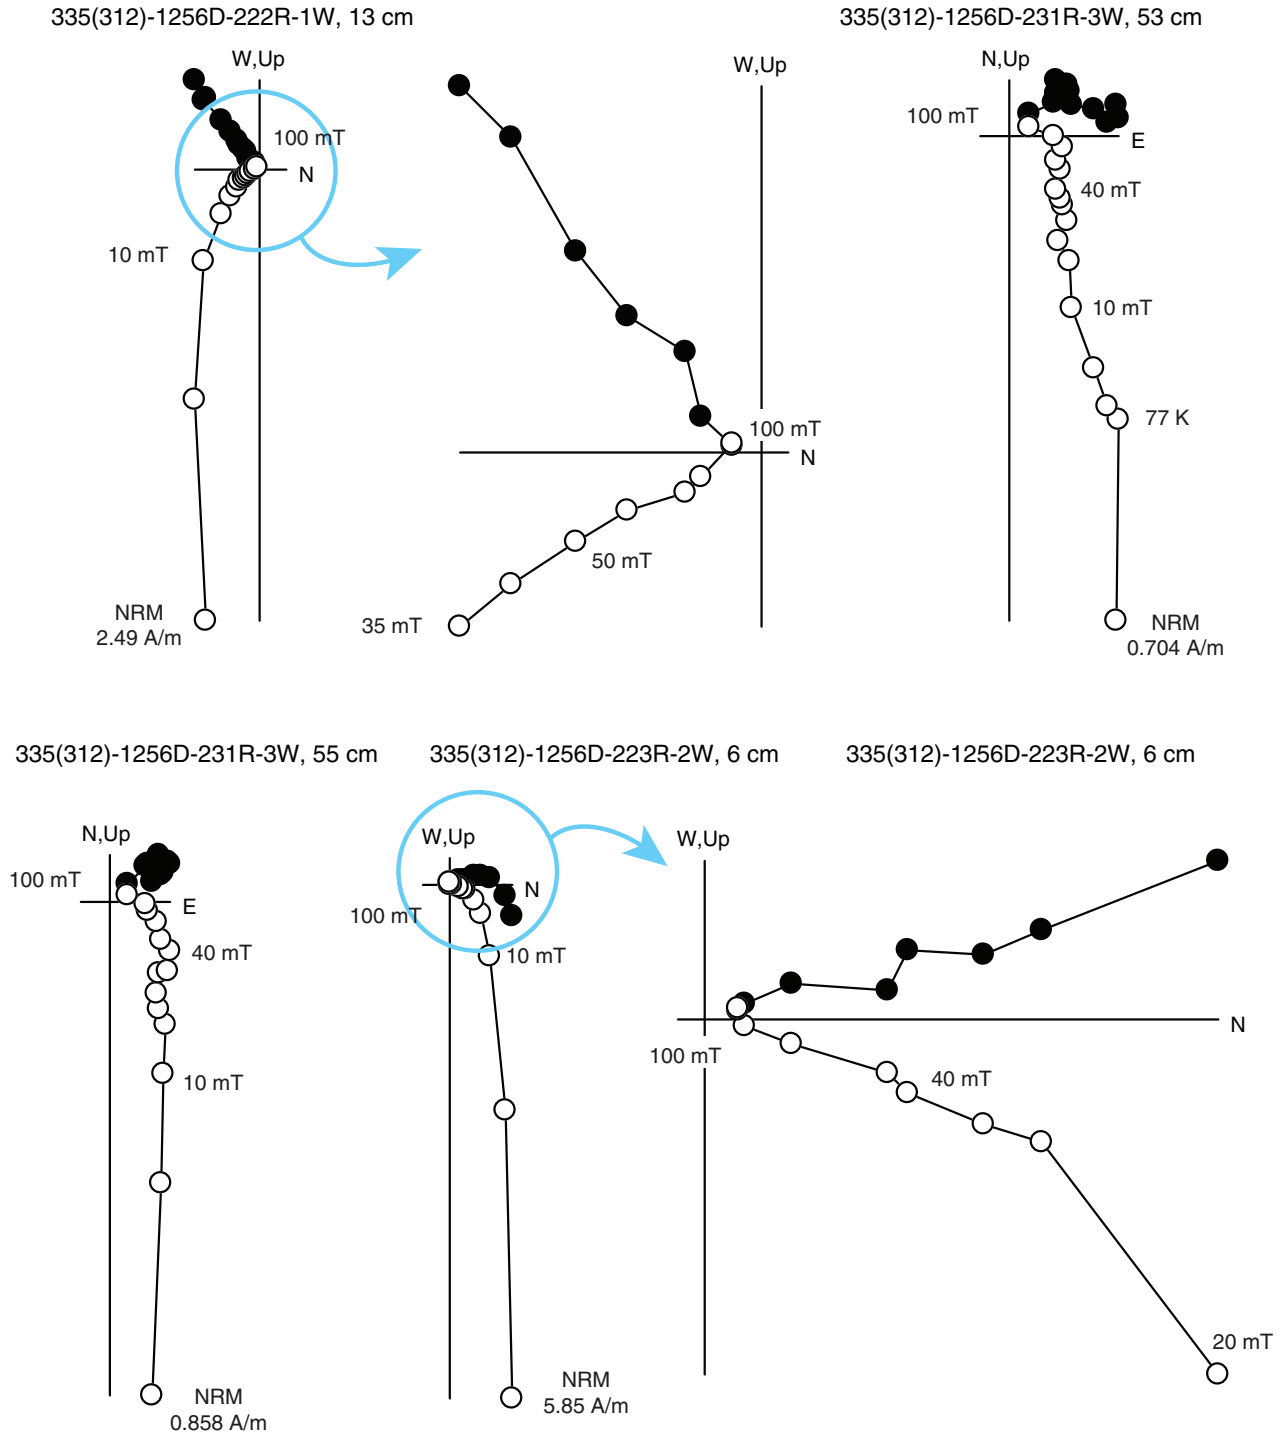 335(312)-1256D-222R-1W, 13 cm
W,Up
100 mT
N
10 mT
NRM
2.49 A/m
W,Up
100 mT
N
50 mT
35 mT
335(312)-1256D-231R-3W, 53 cm
N,Up
100 mT
E
40 mT
10 mT
77 K
NRM
0.704 A/m
335(312)-1256D-231R-3W, 55 cm
N,Up
100 mT
E
40 mT
10 mT
NRM
0.858 A/m
335(312)-1256D-223R-2W, 6 cm
W,Up
N
100 mT
10 mT
NRM
5.85 A/m
335(312)-1256D-223R-2W, 6 cm
W,Up
N
100 mT
40 mT
20 mT